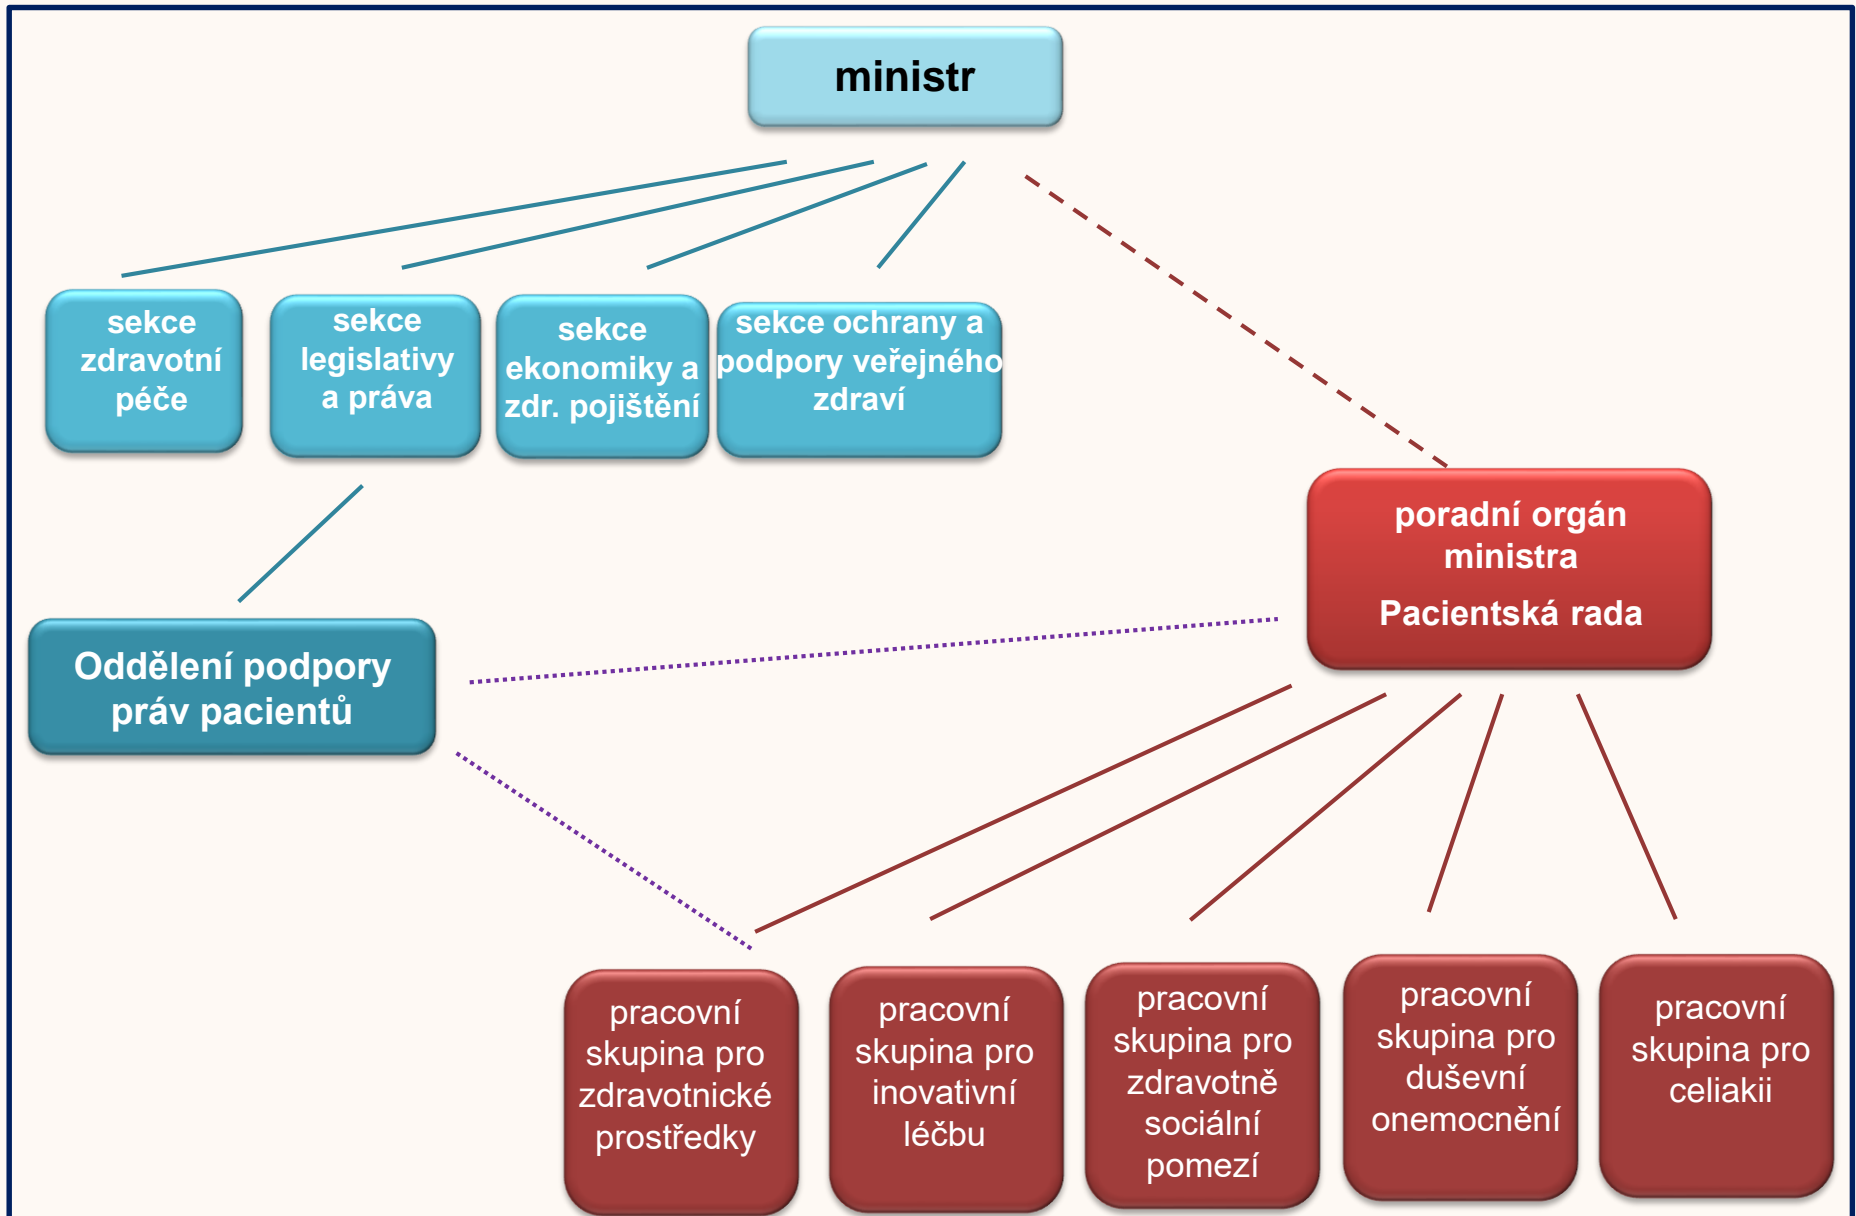 ministr
sekce
zdravotní
péče
sekce
legislativy
a práva
sekce
ekonomiky a
zdr. pojištění
sekce ochrany a
podpory veřejného
zdraví
poradní orgán
ministra
Pacientská rada
Oddělení podpory
práv pacientů
pracovní
skupina pro
zdravotnické
prostředky
pracovní
skupina pro
inovativní
léčbu
pracovní
skupina pro
zdravotně
sociální
pomezí
pracovní
skupina pro
duševní
onemocnění
pracovní
skupina pro
celiakii